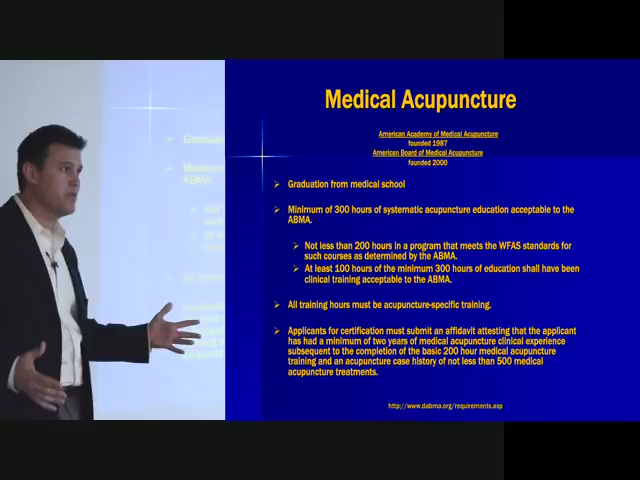 Medical Acupuncture
American Academy of Medical Acupuncture
founded 1987
American Board of Medical Acupuncture
founded 2000
Graduation from medical school
Minimum of 300 hours of systematic acupuncture education acceptable to the
ABMA.
Not less than 200 hours in a program that meets the WFAS standards for
such courses as determined by the ABMA.
At least 100 hours of the minimum 300 hours of education shall have been
clinical training acceptable to the ABMA.
All training hours must be acupuncture-specific training.
Applicants for certification must submit an affidavit attesting that the applicant
has had a minimum of two years of medical acupuncture clinical experience
subsequent to the completion of the basic 200 hour medical acupuncture
training and an acupuncture case history of not less than 500 medical
acupuncture treatments.
http://www.dabma.org/requirements.asp